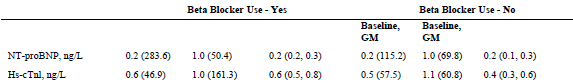 Beta Blocker Use - Yes Beta Blocker Use - No
Baseline, GM Baseline, GM
NT-proBNP, ng/L 0.2 (283.6) 1.0 (50.4) 0.2 (0.2, 0.3) 0.2 (115.2) 1.0 (69.8) 0.2 (0.1, 0.3)
Hs-cTnI, ng/L 0.6 (46.9) 1.0 (161.3) 0.6 (0.5, 0.8) 0.5 (57.5) 1.1 (60.8) 0.4 (0.3, 0.6)